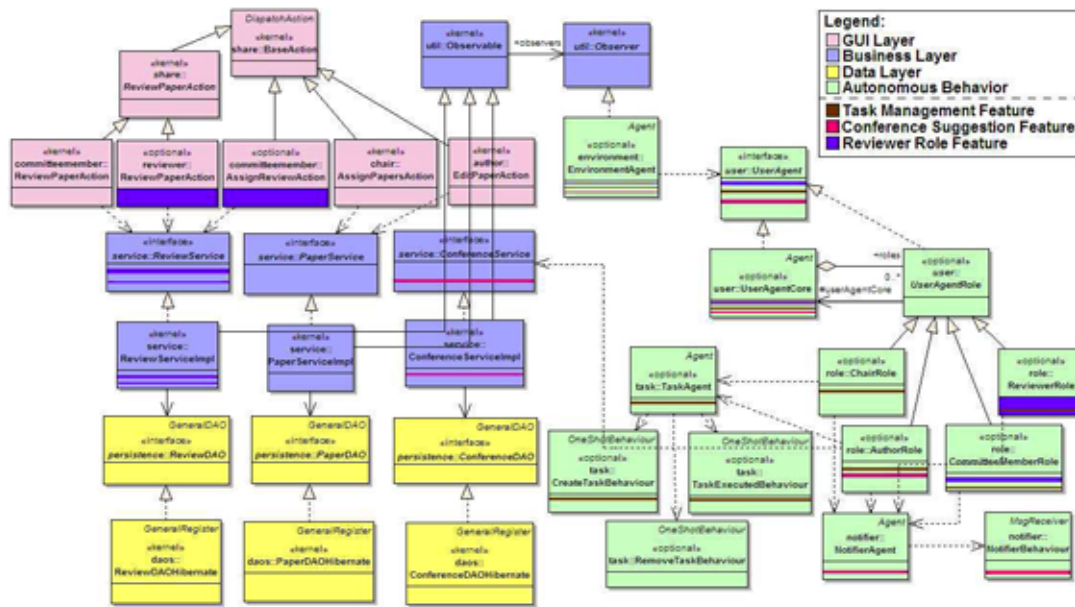 DispatchAction
«kernel»
share::BaseAction
«kernel»
share::
ReviewPaperAction
«kernel»
committeemember::
ReviewPaperAction
«optional»
reviewer::
ReviewPaperAction
«optional»
committeemember::
AssignReviewAction
«kernel»
chair::
AssignPapersAction
«kernel»
author::
EditPaperAction
«kernel»
util::Observable
+observers
«kernel»
util::Observer
Legend:
GUI Layer
Business Layer
Data Layer
Autonomous Behavior
Task Management Feature
Conference Suggestion Feature
Reviewer Role Feature
Agent
«optional»
environment::
EnvironmentAgent
«interface»
user::UserAgent
«interface»
service::ReviewService
«interface»
service::PaperService
«interface»
service::ConferenceService
Agent
«optional»
user::UserAgentCore
+roles
0..*
#userAgentCore
«optional»
user::
UserAgentRole
«kernel»
service::
ReviewServiceImpl
«kernel»
service::
PaperServiceImpl
«kernel»
service::
ConferenceServiceImpl
Agent
«optional»
task::TaskAgent
«optional»
role::ChairRole
«optional»
role::
ReviewerRole
GeneralDAO
«interface»
persistence::ReviewDAO
GeneralDAO
«interface»
persistence::PaperDAO
GeneralDAO
«interface»
persistence::ConferenceDAO
OneShotBehaviour
«optional»
task::
CreateTaskBehaviour
OneShotBehaviour
«optional»
task::
TaskExecutedBehaviour
«optional»
role::AuthorRole
«optional»
role::
CommitteeMemberRole
GeneralRegister
«kernel»
daos::
ReviewDAOHibernate
GeneralRegister
«kernel»
daos::PaperDAOHibernate
GeneralRegister
«kernel»
daos::
ConferenceDAOHibernate
OneShotBehaviour
«optional»
task::RemoveTaskBehaviour
Agent
notifier::
NotifierAgent
MsgReceiver
notifier::
NotifierBehaviour